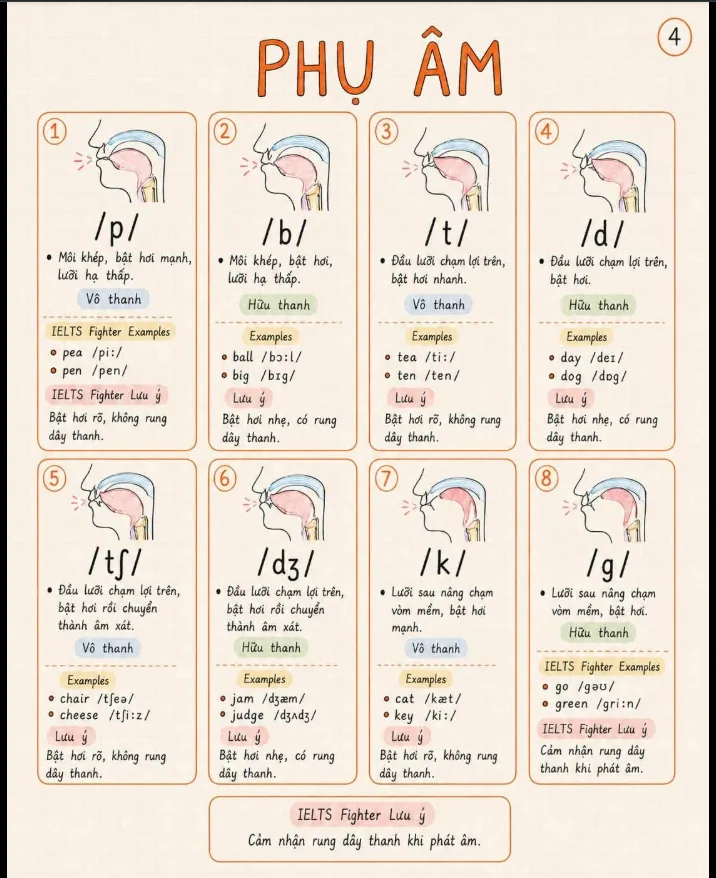 4
PHỤ ÂM
1
/p/
• Môi khép, bật hơi mạnh,
lưỡi hạ thấp.
Vô thanh
IELTS Fighter Examples
pea /pi:/
pen /pen/
IELTS Fighter Lưu ý
Bật hơi rõ, không rung
dây thanh.
2
/b/
• Môi khép, bật hơi,
lưỡi hạ thấp.
Hữu thanh
Examples
ball /bɔ:l/
big /bɪg/
Lưu ý
Bật hơi nhẹ, có rung
dây thanh.
3
/t/
• Đầu lưỡi chạm lợi trên,
bật hơi nhanh.
Vô thanh
Examples
tea /ti:/
ten /ten/
Lưu ý
Bật hơi rõ, không rung
dây thanh.
4
/d/
• Đầu lưỡi chạm lợi trên,
bật hơi.
Hữu thanh
Examples
day /deɪ/
dog /dɒg/
Lưu ý
Bật hơi nhẹ, có rung
dây thanh.
5
/tʃ/
• Đầu lưỡi chạm lợi trên,
bật hơi rồi chuyển
thành âm xát.
Vô thanh
Examples
chair /tʃeə/
cheese /tʃi:z/
Lưu ý
Bật hơi rõ, không rung
dây thanh.
6
/dʒ/
• Đầu lưỡi chạm lợi trên,
bật hơi rồi chuyển
thành âm xát.
Hữu thanh
Examples
jam /dʒæm/
judge /dʒʌdʒ/
Lưu ý
Bật hơi nhẹ, có rung
dây thanh.
7
/k/
• Lưỡi sau nâng chạm
vòm mềm, bật hơi
mạnh.
Vô thanh
Examples
cat /kæt/
key /ki:/
Lưu ý
Bật hơi rõ, không rung
dây thanh.
8
/g/
• Lưỡi sau nâng chạm
vòm mềm, bật hơi.
Hữu thanh
IELTS Fighter Examples
go /gəʊ/
green /gri:n/
IELTS Fighter Lưu ý
Cảm nhận rung dây
thanh khi phát âm.
IELTS Fighter Lưu ý
Cảm nhận rung dây thanh khi phát âm.